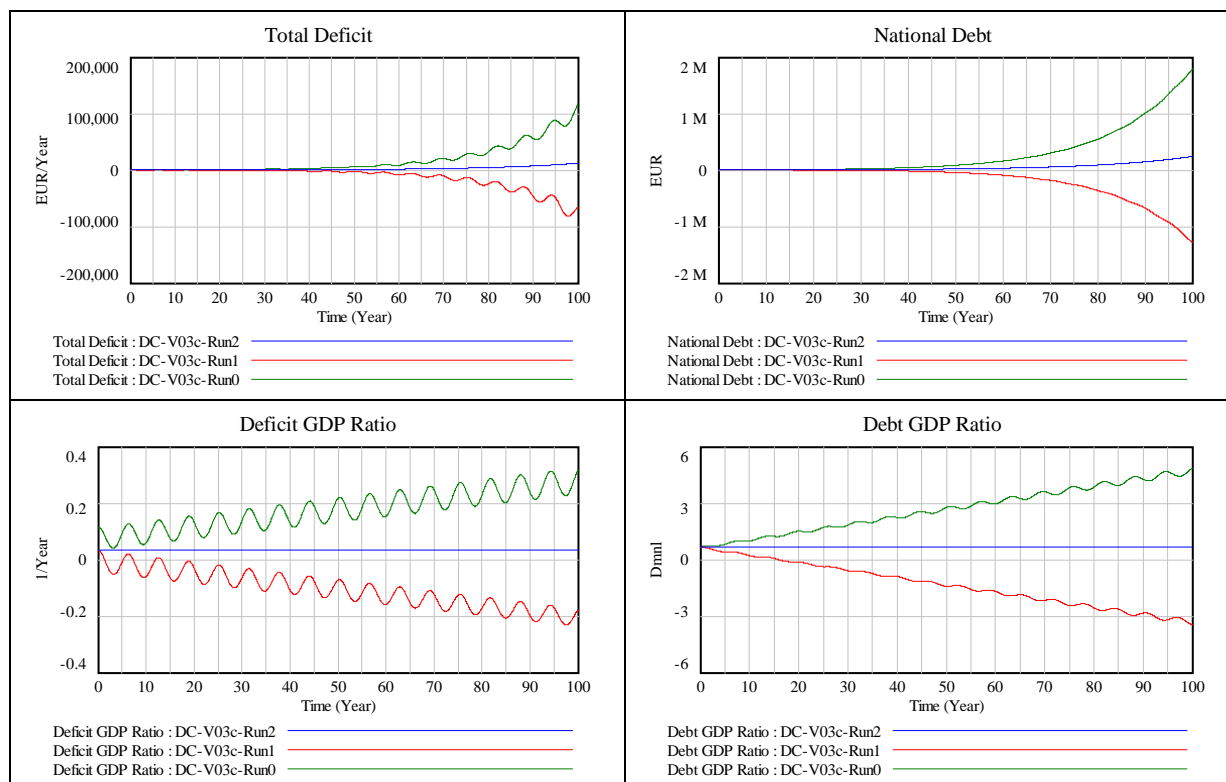 Total Deficit
200,000
100,000
0
-100,000
-200,000
EUR/Year
0 10 20 30 40 50 60 70 80 90 100
Time (Year)
Total Deficit : DC-V03c-Run2
Total Deficit : DC-V03c-Run1
Total Deficit : DC-V03c-Run0
National Debt
2 M
1 M
0
-1 M
-2 M
EUR
0 10 20 30 40 50 60 70 80 90 100
Time (Year)
National Debt : DC-V03c-Run2
National Debt : DC-V03c-Run1
National Debt : DC-V03c-Run0
Deficit GDP Ratio
0.4
0.2
0
-0.2
-0.4
1/Year
0 10 20 30 40 50 60 70 80 90 100
Time (Year)
Deficit GDP Ratio : DC-V03c-Run2
Deficit GDP Ratio : DC-V03c-Run1
Deficit GDP Ratio : DC-V03c-Run0
Debt GDP Ratio
6
3
0
-3
-6
Dmnl
0 10 20 30 40 50 60 70 80 90 100
Time (Year)
Debt GDP Ratio : DC-V03c-Run2
Debt GDP Ratio : DC-V03c-Run1
Debt GDP Ratio : DC-V03c-Run0